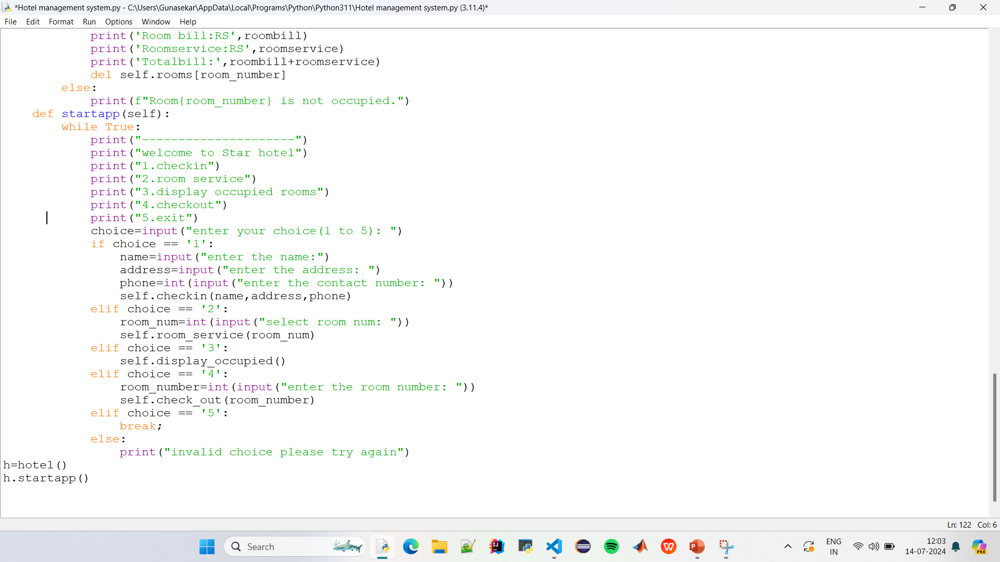 *Hotel management system.py - C:\Users\Gunasekar\AppData\Local\Programs\Python\Python311\Hotel management system.py (3.11.4)*
File Edit Format Run Options Window Help
            print('Room bill:RS',roombill)
            print('Roomservice:RS',roomservice)
            print('Totalbill:',roombill+roomservice)
            del self.rooms[room_number]
        else:
            print(f"Room{room_number} is not occupied.")
    def startapp(self):
        while True:
            print("---------------------")
            print("welcome to Star hotel")
            print("1.checkin")
            print("2.room service")
            print("3.display occupied rooms")
            print("4.checkout")
            print("5.exit")
            choice=input("enter your choice(1 to 5): ")
            if choice == '1':
                name=input("enter the name:")
                address=input("enter the address: ")
                phone=int(input("enter the contact number: "))
                self.checkin(name,address,phone)
            elif choice == '2':
                room_num=int(input("select room num: "))
                self.room_service(room_num)
            elif choice == '3':
                self.display_occupied()
            elif choice == '4':
                room_number=int(input("enter the room number: "))
                self.check_out(room_number)
            elif choice == '5':
                break;
            else:
                print("invalid choice please try again")
h=hotel()
h.startapp()
Ln: 122 Col: 6
Search
ENG
IN
12:03
14-07-2024
PRE